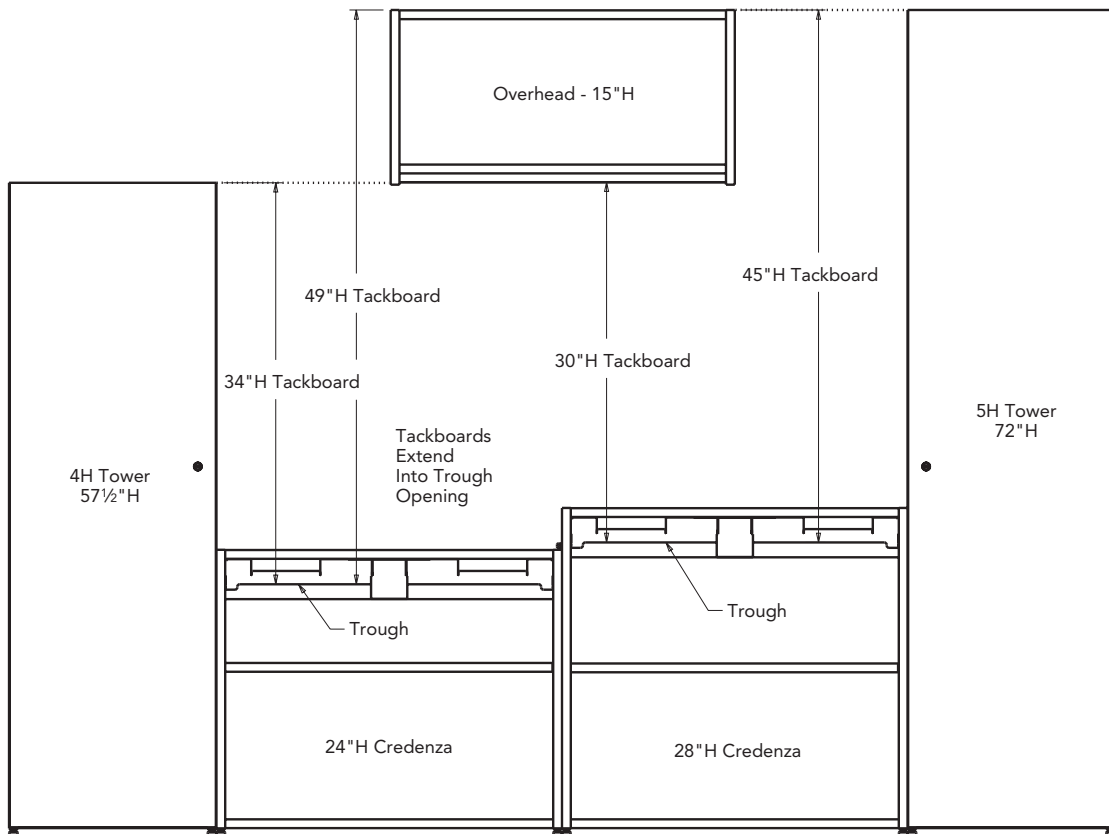 Overhead - 15"H
45"H Tackboard
49"H Tackboard
30"H Tackboard
34"H Tackboard
5H Tower
72"H
Tackboards
Extend
Into Trough
Opening
4H Tower
57½"H
Trough
Trough
24"H Credenza
28"H Credenza